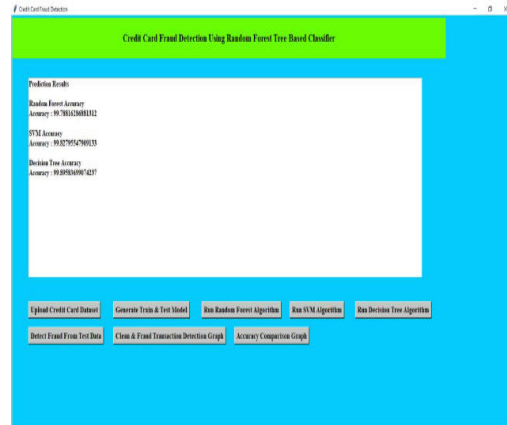 Credit Card Fraud Detection
Credit Card Fraud Detection Using Random Forest Tree Based Classifier
Prediction Results
Random Forest Accuracy
Accuracy : 99.78816286881312
SVM Accuracy
Accuracy : 99.82795547909133
Decision Tree Accuracy
Accuracy : 99.80583699074237
Upload Credit Card Dataset
Generate Train & Test Model
Run Random Forest Algorithm
Run SVM Algorithm
Run Decision Tree Algorithm
Detect Fraud From Test Data
Clean & Fraud Transaction Detection Graph
Accuracy Comparison Graph